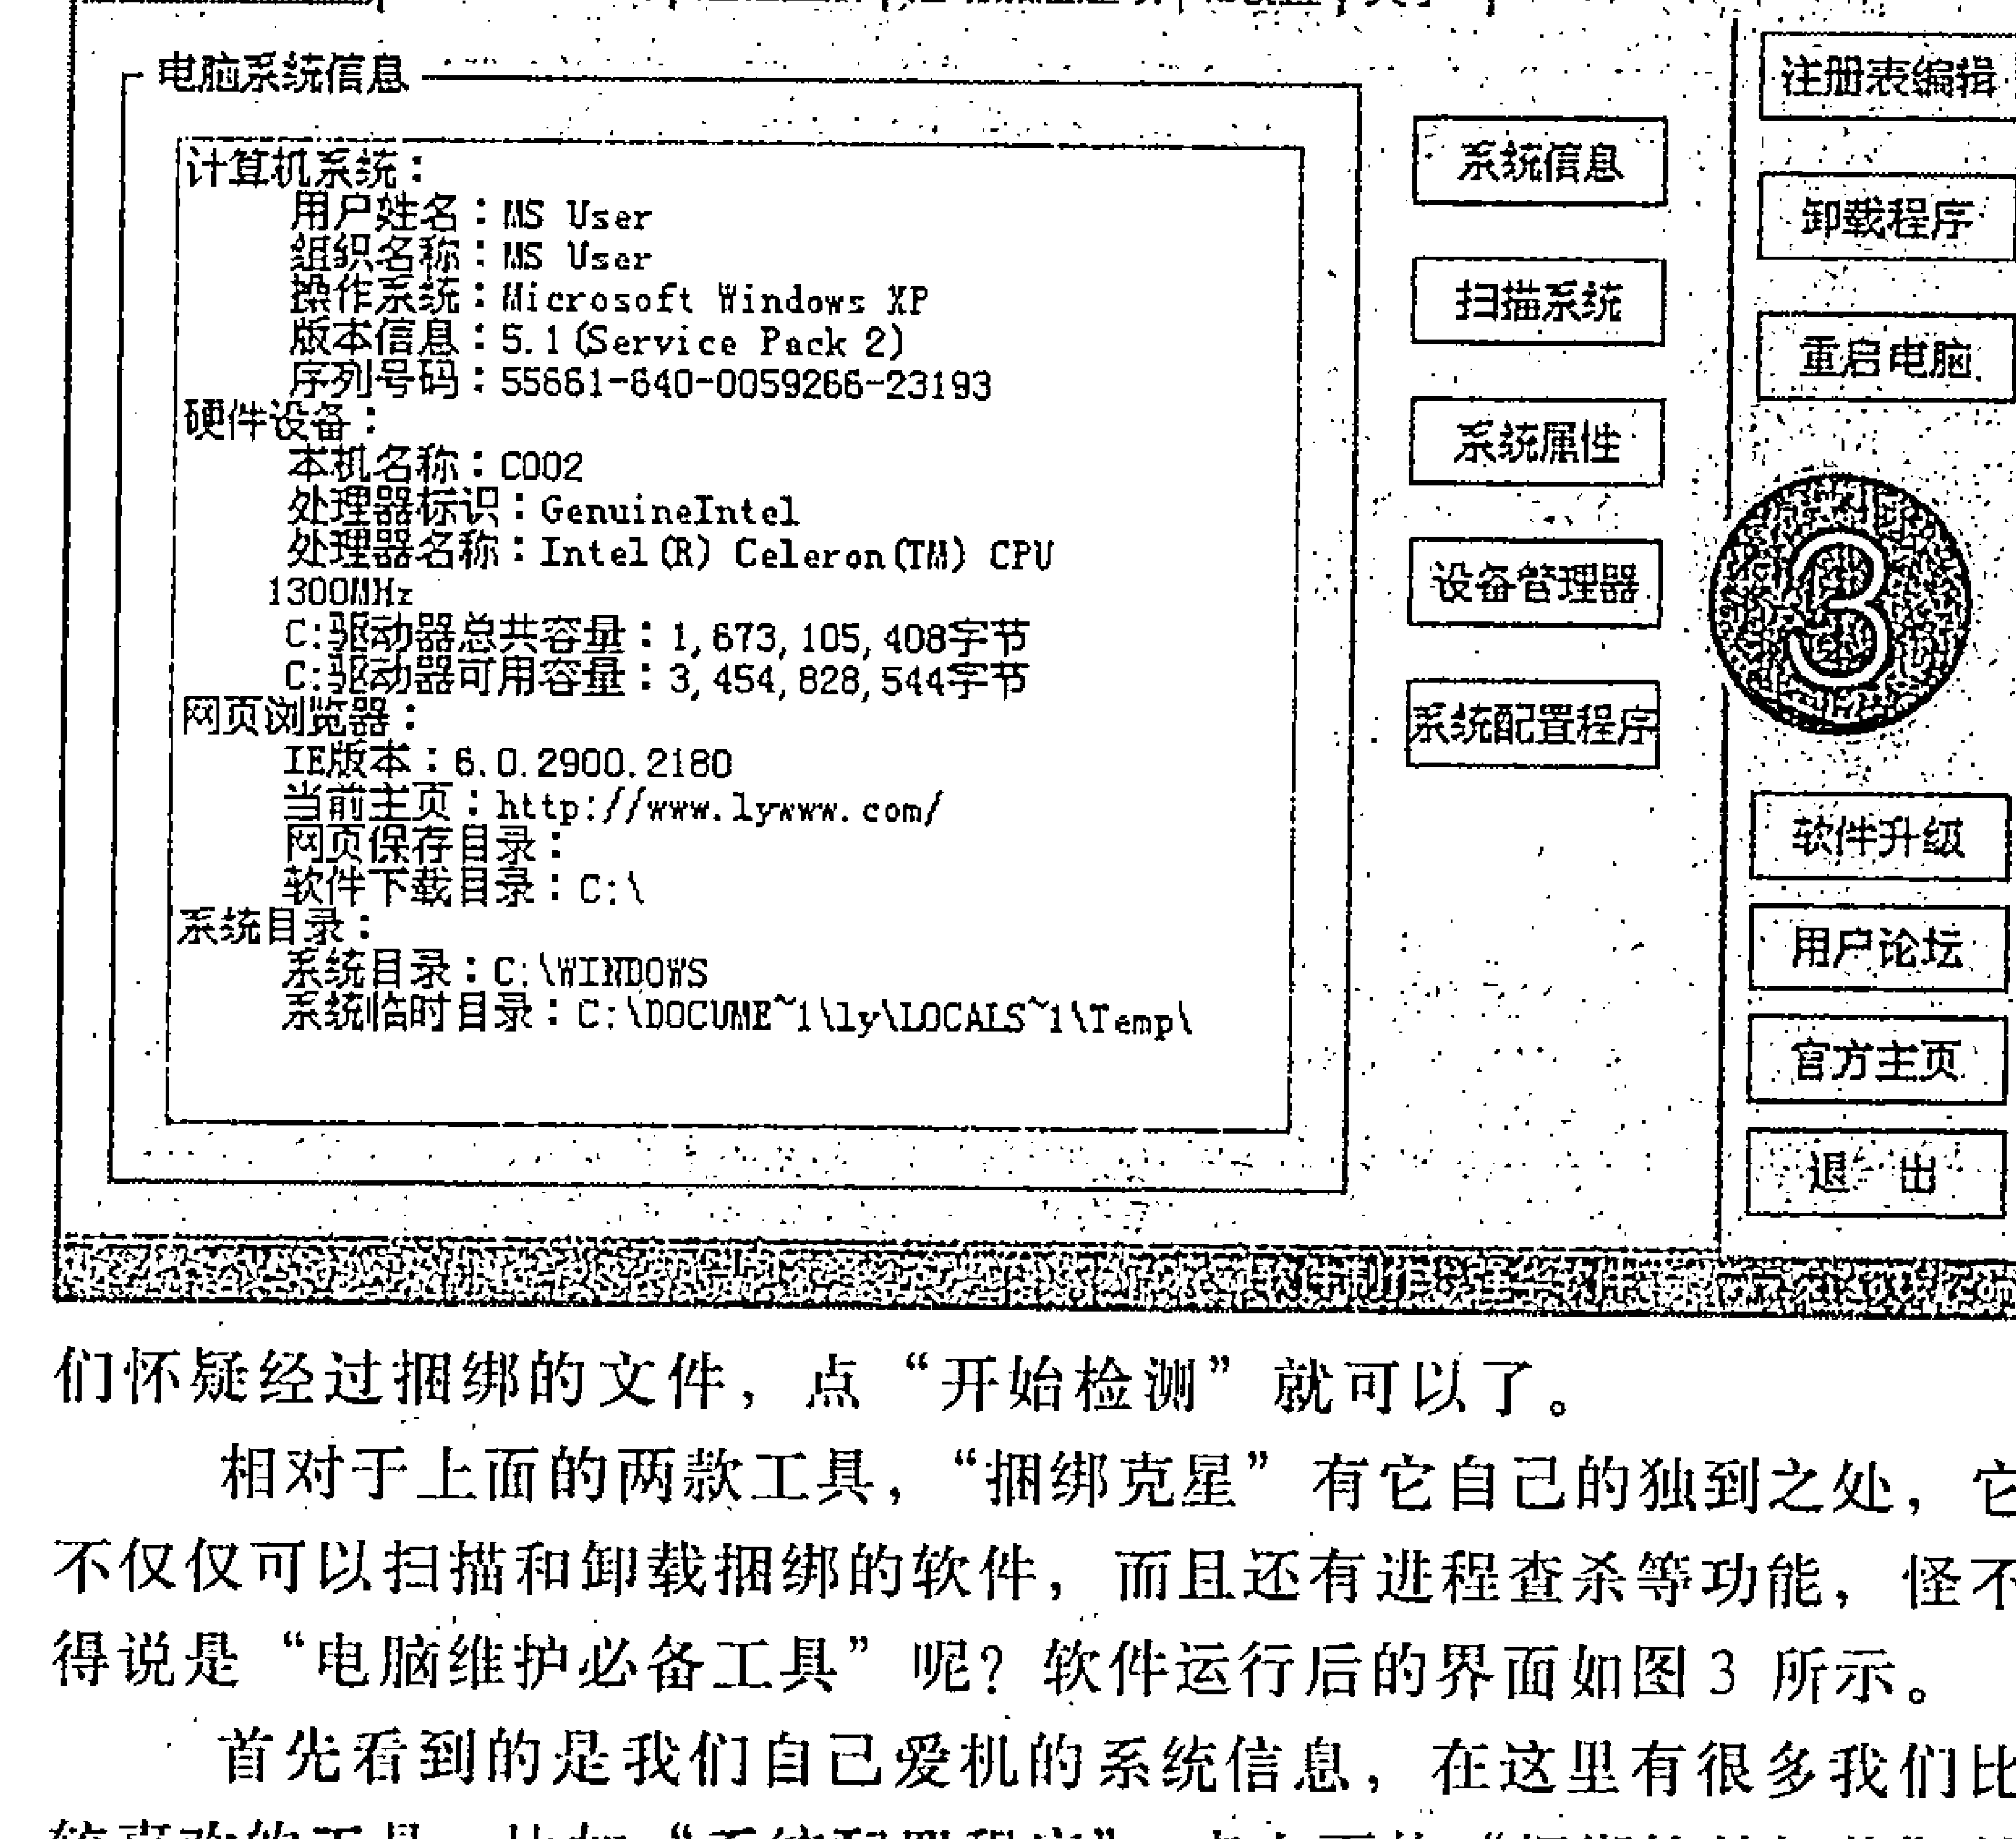 电脑系统信息
计算机系统：
用户姓名：MS User
组织名称：MS User
操作系统：Microsoft Windows XP
版本信息：5.1(Service Pack 2)
序列号码：55661-640-0059266-23193
硬件设备：
本机名称：C002
处理器标识：GenuineIntel
处理器名称：Intel(R) Celeron(TM) CPU
1300MHz
C:驱动器总共容量：1,673,105,408字节
C:驱动器可用容量：3,454,828,544字节
网页浏览器：
IE版本：6.0.2900.2180
当前主页：http://www.lywww.com/
网页保存目录：
软件下载目录：C:\
系统目录：
系统目录：C:\WINDOWS
系统临时目录：C:\DOCUME~1\ly\LOCALS~1\Temp\
系统信息
扫描系统
系统属性
设备管理器
系统配置程序
注册表编辑
卸载程序
重启电脑
3
软件升级
用户论坛
官方主页
退 出
们怀疑经过捆绑的文件，点“开始检测”就可以了。
相对于上面的两款工具，“捆绑克星”有它自己的独到之处，它
不仅仅可以扫描和卸载捆绑的软件，而且还有进程查杀等功能，怪不
得说是“电脑维护必备工具”呢？软件运行后的界面如图 3 所示。
首先看到的是我们自己爱机的系统信息，在这里有很多我们比